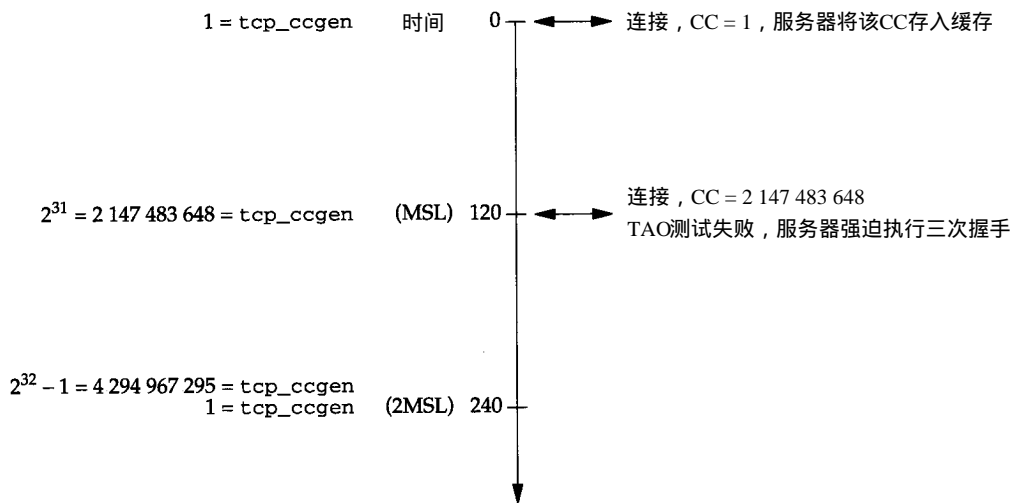 1 = tcp_ccgen 时间 0 连接，CC = 1，服务器将该CC存入缓存
2³¹ = 2 147 483 648 = tcp_ccgen (MSL) 120 连接，CC = 2 147 483 648
TAO测试失败，服务器强迫执行三次握手
2³² − 1 = 4 294 967 295 = tcp_ccgen
1 = tcp_ccgen (2MSL) 240